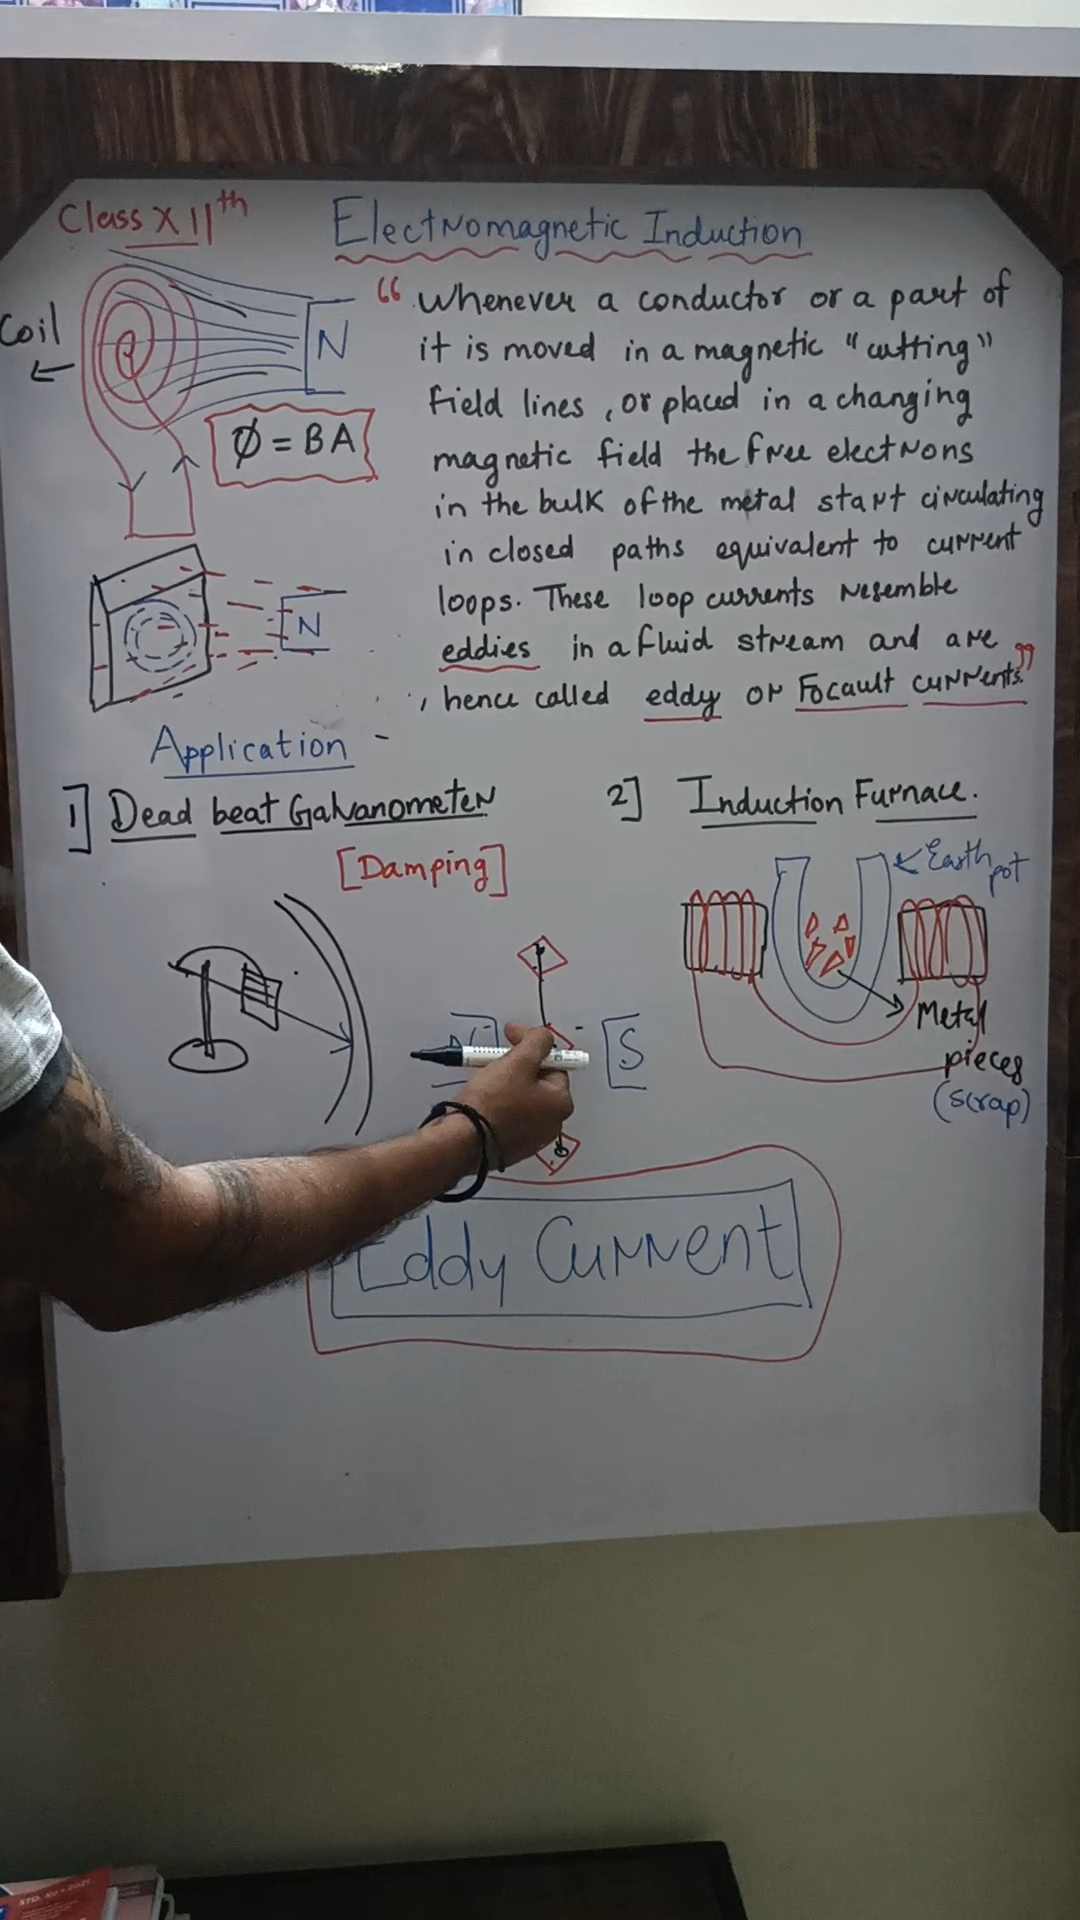 Class XIIth
Electromagnetic Induction
Coil
N
Ø = BA
N
“ Whenever a conductor or a part of
it is moved in a magnetic "cutting"
field lines, or placed in a changing
magnetic field the free electrons
in the bulk of the metal start circulating
in closed paths equivalent to current
loops. These loop currents resemble
eddies in a fluid stream and are
, hence called eddy or Focault currents.”
Application -
1] Dead beat Galvanometer
[Damping]
N
S
2] Induction Furnace.
Earth
pot
Metal
pieces
(scrap)
Eddy Current